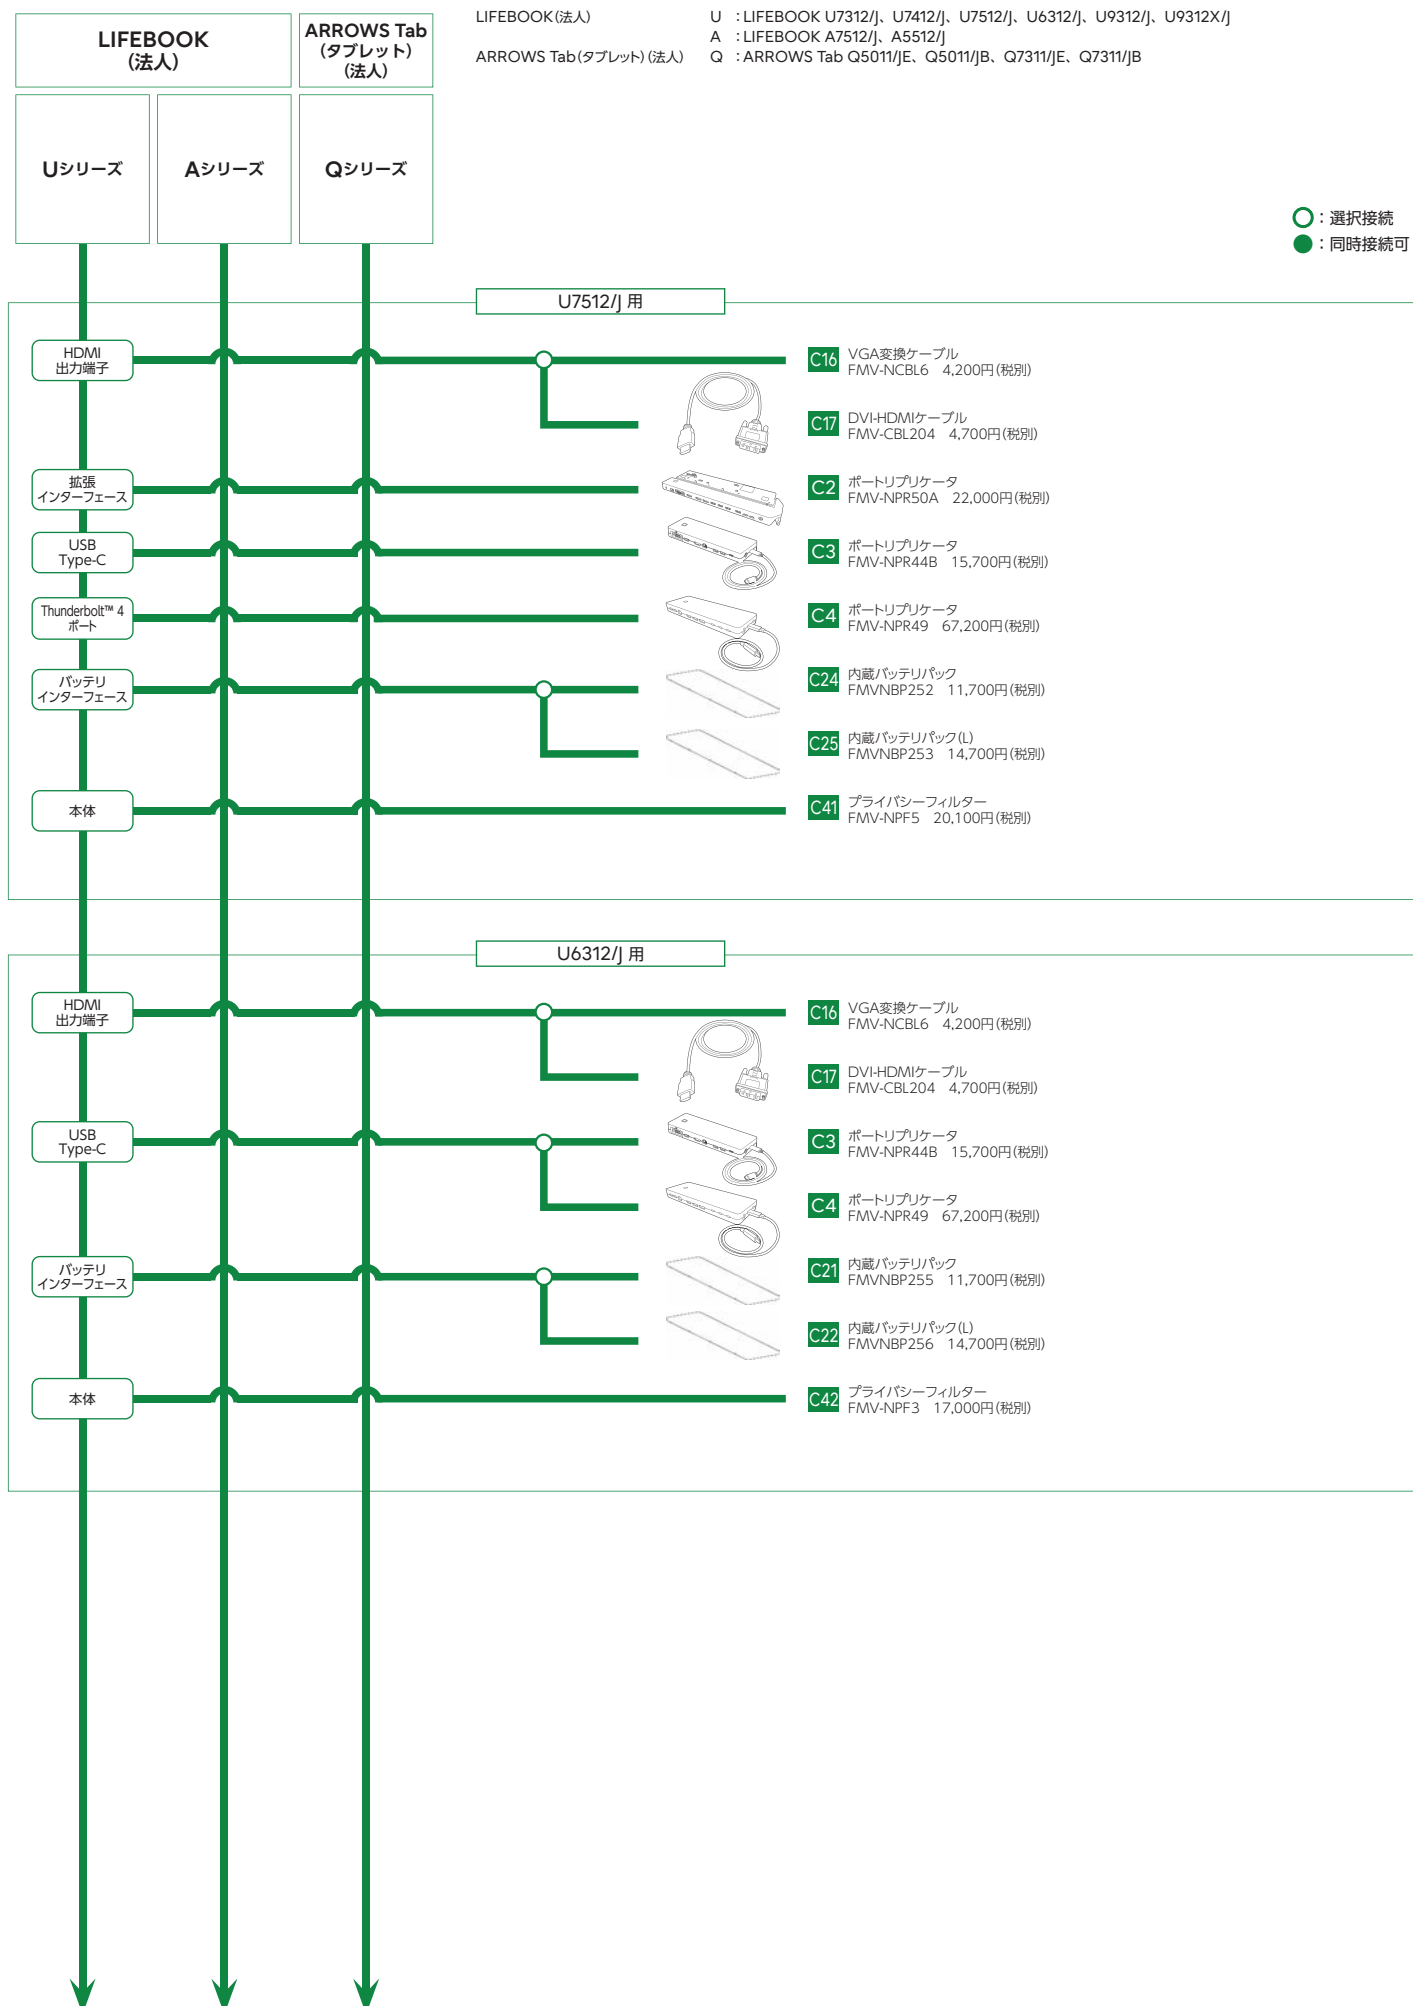 LIFEBOOK
（法人）
ARROWS Tab
（タブレット）
（法人）
LIFEBOOK（法人） U ：LIFEBOOK U7312/J、U7412/J、U7512/J、U6312/J、U9312/J、U9312X/J
A ：LIFEBOOK A7512/J、A5512/J
ARROWS Tab（タブレット）（法人） Q ：ARROWS Tab Q5011/JE、Q5011/JB、Q7311/JE、Q7311/JB
Uシリーズ
Aシリーズ
Qシリーズ
：選択接続
：同時接続可
U7512/J 用
HDMI
出力端子
C16 VGA変換ケーブル
FMV-NCBL6 4,200円（税別）
C17 DVI-HDMIケーブル
FMV-CBL204 4,700円（税別）
拡張
インターフェース
C2 ポートリプリケータ
FMV-NPR50A 22,000円（税別）
USB
Type-C
C3 ポートリプリケータ
FMV-NPR44B 15,700円（税別）
Thunderbolt™ 4
ポート
C4 ポートリプリケータ
FMV-NPR49 67,200円（税別）
バッテリ
インターフェース
C24 内蔵バッテリパック
FMVNBP252 11,700円（税別）
C25 内蔵バッテリパック（L）
FMVNBP253 14,700円（税別）
本体
C41 プライバシーフィルター
FMV-NPF5 20,100円（税別）
U6312/J 用
HDMI
出力端子
C16 VGA変換ケーブル
FMV-NCBL6 4,200円（税別）
C17 DVI-HDMIケーブル
FMV-CBL204 4,700円（税別）
USB
Type-C
C3 ポートリプリケータ
FMV-NPR44B 15,700円（税別）
C4 ポートリプリケータ
FMV-NPR49 67,200円（税別）
バッテリ
インターフェース
C21 内蔵バッテリパック
FMVNBP255 11,700円（税別）
C22 内蔵バッテリパック（L）
FMVNBP256 14,700円（税別）
本体
C42 プライバシーフィルター
FMV-NPF3 17,000円（税別）